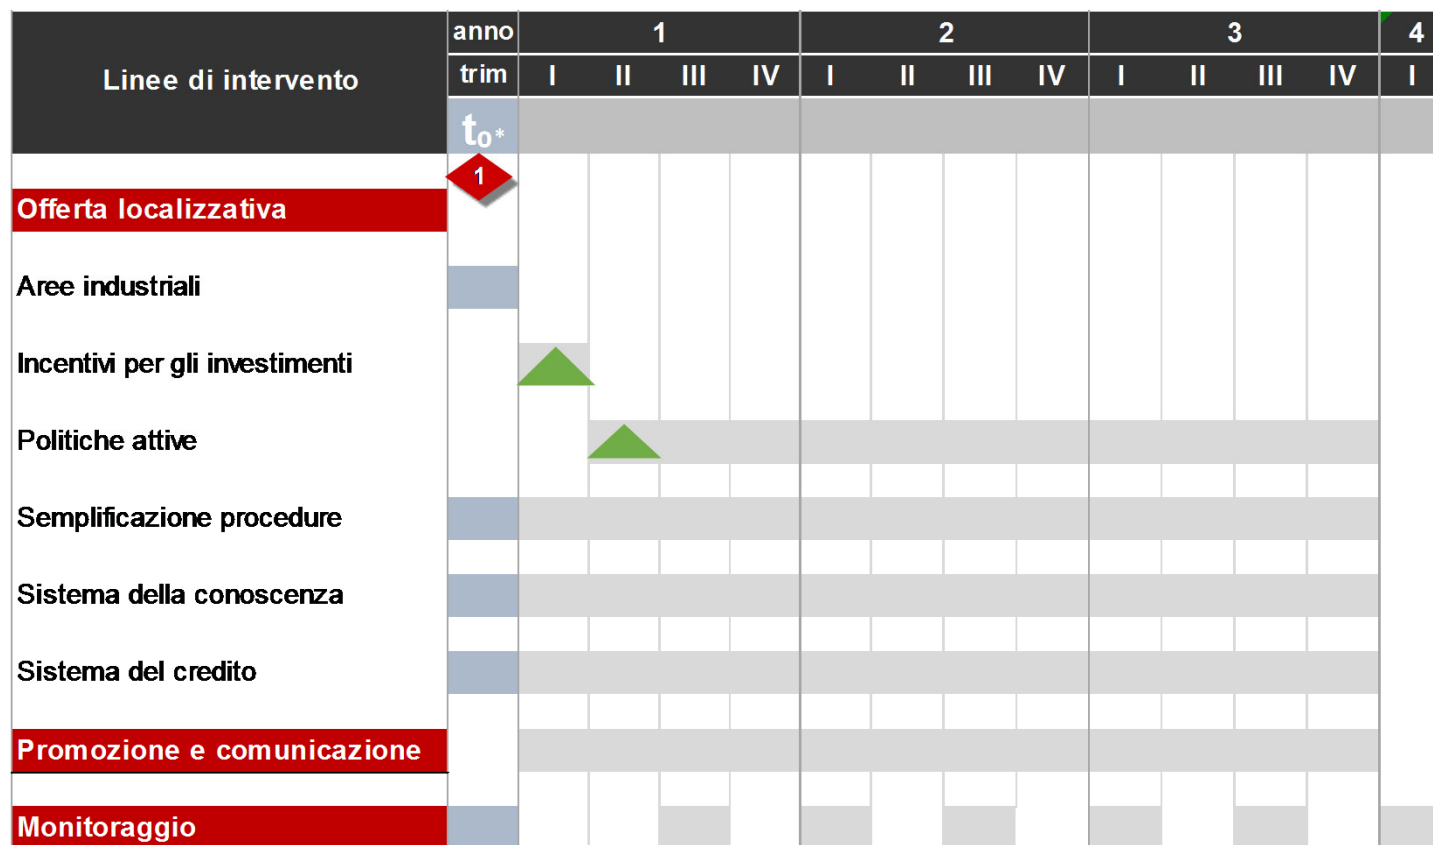 anno 1 2 3 4
Linee di intervento
trim I II III IV I II III IV I II III IV I
t0*
1
Offerta localizzativa
Aree industriali
Incentivi per gli investimenti
Politiche attive
Semplificazione procedure
Sistema della conoscenza
Sistema del credito
Promozione e comunicazione
Monitoraggio